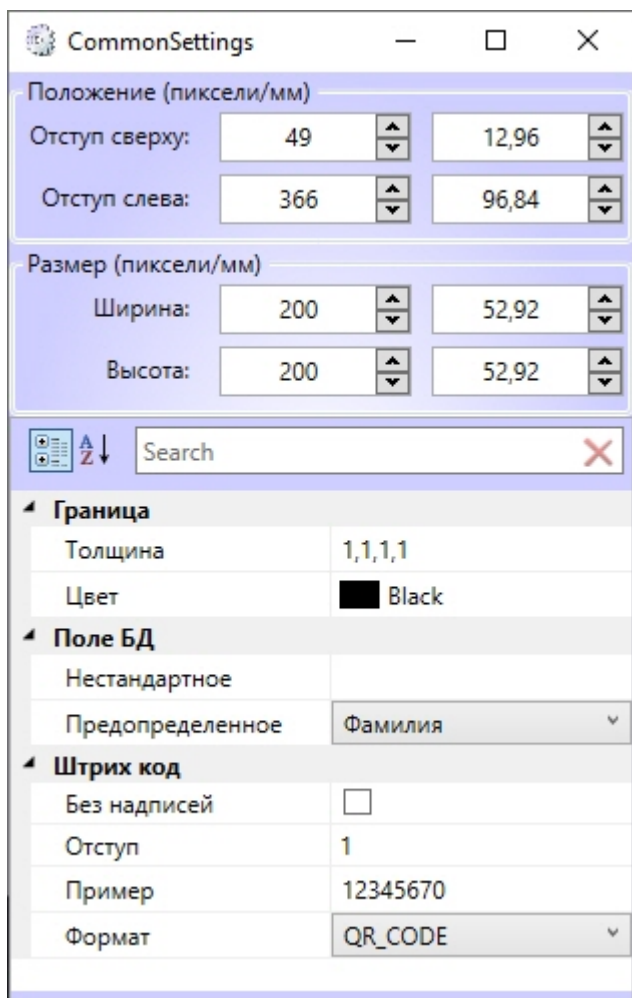 CommonSettings
Положение (пиксели/мм)
Отступ сверху: 49 12,96
Отступ слева: 366 96,84
Размер (пиксели/мм)
Ширина: 200 52,92
Высота: 200 52,92
A Z Search
Граница
Толщина 1,1,1,1
Цвет Black
Поле БД
Нестандартное
Предопределенное Фамилия
Штрих код
Без надписей
Отступ 1
Пример 12345670
Формат QR_CODE